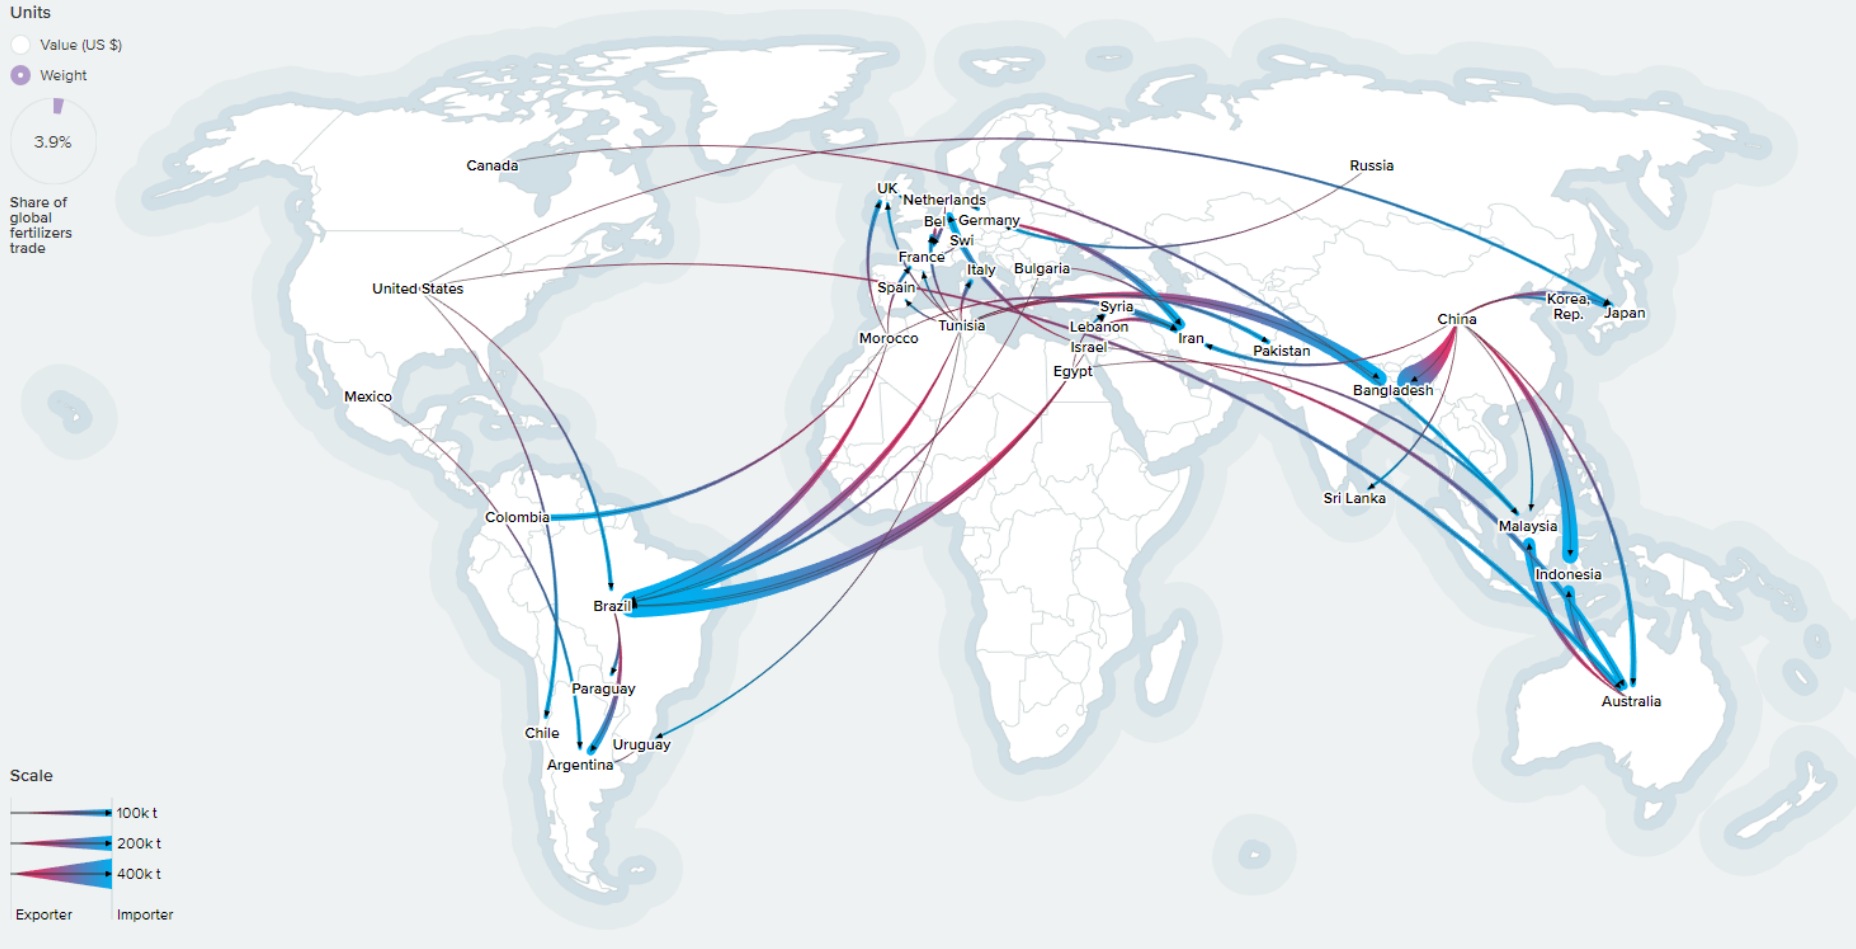 Units
Value (US $)
Weight
3.9%
Share of
global
fertilizers
trade
Canada
Russia
UK
Netherlands
Bel
Germany
Swi
France
Italy
Bulgaria
United States
Spain
Syria
Korea,
Rep.
Japan
China
Tunisia
Lebanon
Morocco
Israel
Iran
Pakistan
Egypt
Bangladesh
Mexico
Sri Lanka
Colombia
Malaysia
Indonesia
Brazil
Paraguay
Australia
Chile
Uruguay
Argentina
Scale
100k t
200k t
400k t
Exporter
Importer